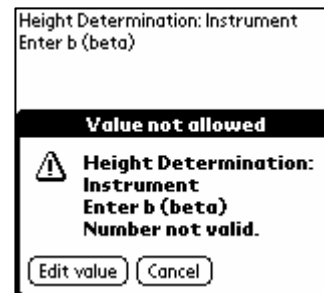 Height Determination: Instrument
Enter b (beta)
Value not allowed
Height Determination:
Instrument
Enter b (beta)
Number not valid.
Edit value Cancel